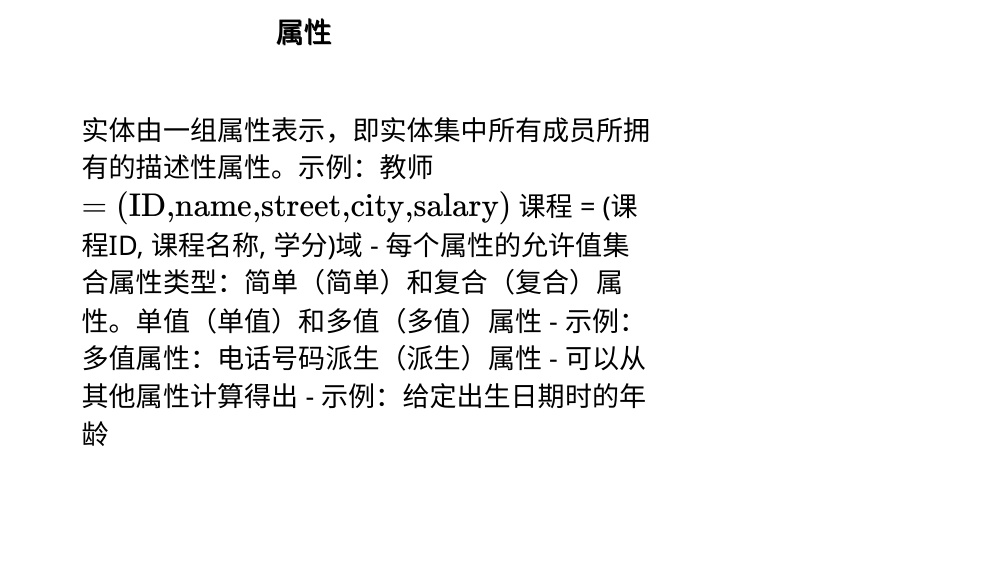 属性
实体由一组属性表示，即实体集中所有成员所拥
有的描述性属性。示例：教师
= (ID,name,street,city,salary) 课程 = (课
程ID, 课程名称, 学分)域 - 每个属性的允许值集
合属性类型：简单（简单）和复合（复合）属
性。单值（单值）和多值（多值）属性 - 示例：
多值属性：电话号码派生（派生）属性 - 可以从
其他属性计算得出 - 示例：给定出生日期时的年
龄